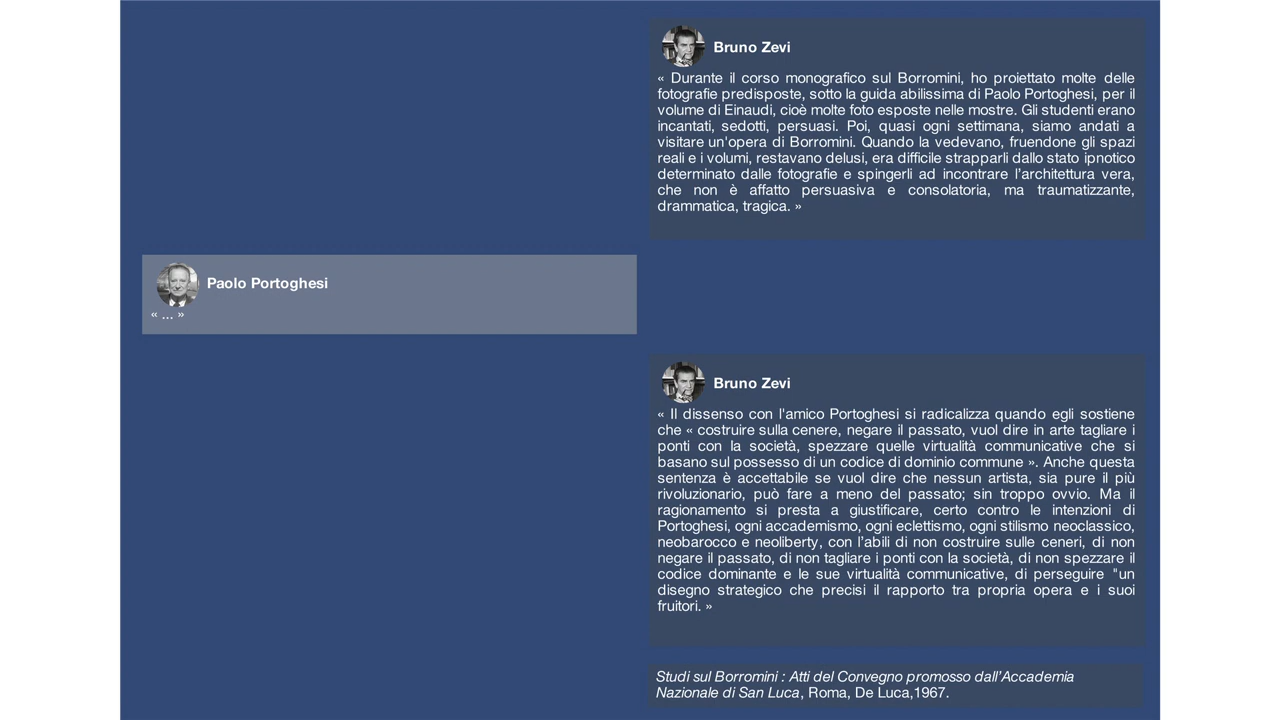 Bruno Zevi
« Durante il corso monografico sul Borromini, ho proiettato molte delle
fotografie predisposte, sotto la guida abilissima di Paolo Portoghesi, per il
volume di Einaudi, cioè molte foto esposte nelle mostre. Gli studenti erano
incantati, sedotti, persuasi. Poi, quasi ogni settimana, siamo andati a
visitare un'opera di Borromini. Quando la vedevano, fruendone gli spazi
reali e i volumi, restavano delusi, era difficile strapparli dallo stato ipnotico
determinato dalle fotografie e spingerli ad incontrare l’architettura vera,
che non è affatto persuasiva e consolatoria, ma traumatizzante,
drammatica, tragica. »
Paolo Portoghesi
« ... »
Bruno Zevi
« Il dissenso con l'amico Portoghesi si radicalizza quando egli sostiene
che « costruire sulla cenere, negare il passato, vuol dire in arte tagliare i
ponti con la società, spezzare quelle virtualità communicative che si
basano sul possesso di un codice di dominio commune ». Anche questa
sentenza è accettabile se vuol dire che nessun artista, sia pure il più
rivoluzionario, può fare a meno del passato; sin troppo ovvio. Ma il
ragionamento si presta a giustificare, certo contro le intenzioni di
Portoghesi, ogni accademismo, ogni eclettismo, ogni stilismo neoclassico,
neobarocco e neoliberty, con l’abili di non costruire sulle ceneri, di non
negare il passato, di non tagliare i ponti con la società, di non spezzare il
codice dominante e le sue virtualità communicative, di perseguire "un
disegno strategico che precisi il rapporto tra propria opera e i suoi
fruitori. »
Studi sul Borromini : Atti del Convegno promosso dall’Accademia
Nazionale di San Luca, Roma, De Luca,1967.